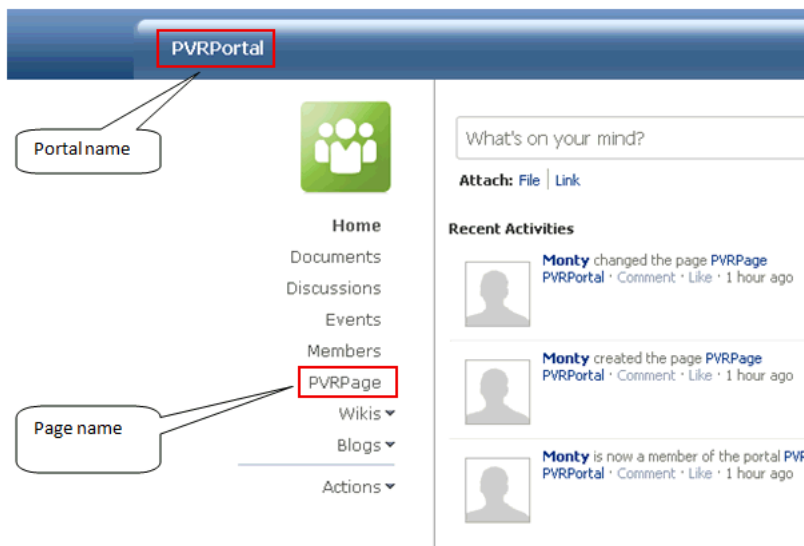 PVRPortal
Portal name
What's on your mind?
Attach: File | Link
Home
Documents
Discussions
Events
Members
PVRPage
Wikis
Blogs
Actions
Page name
Recent Activities
Monty changed the page PVRPage
PVRPortal · Comment · Like · 1 hour ago
Monty created the page PVRPage
PVRPortal · Comment · Like · 1 hour ago
Monty is now a member of the portal PVR
PVRPortal · Comment · Like · 1 hour ago